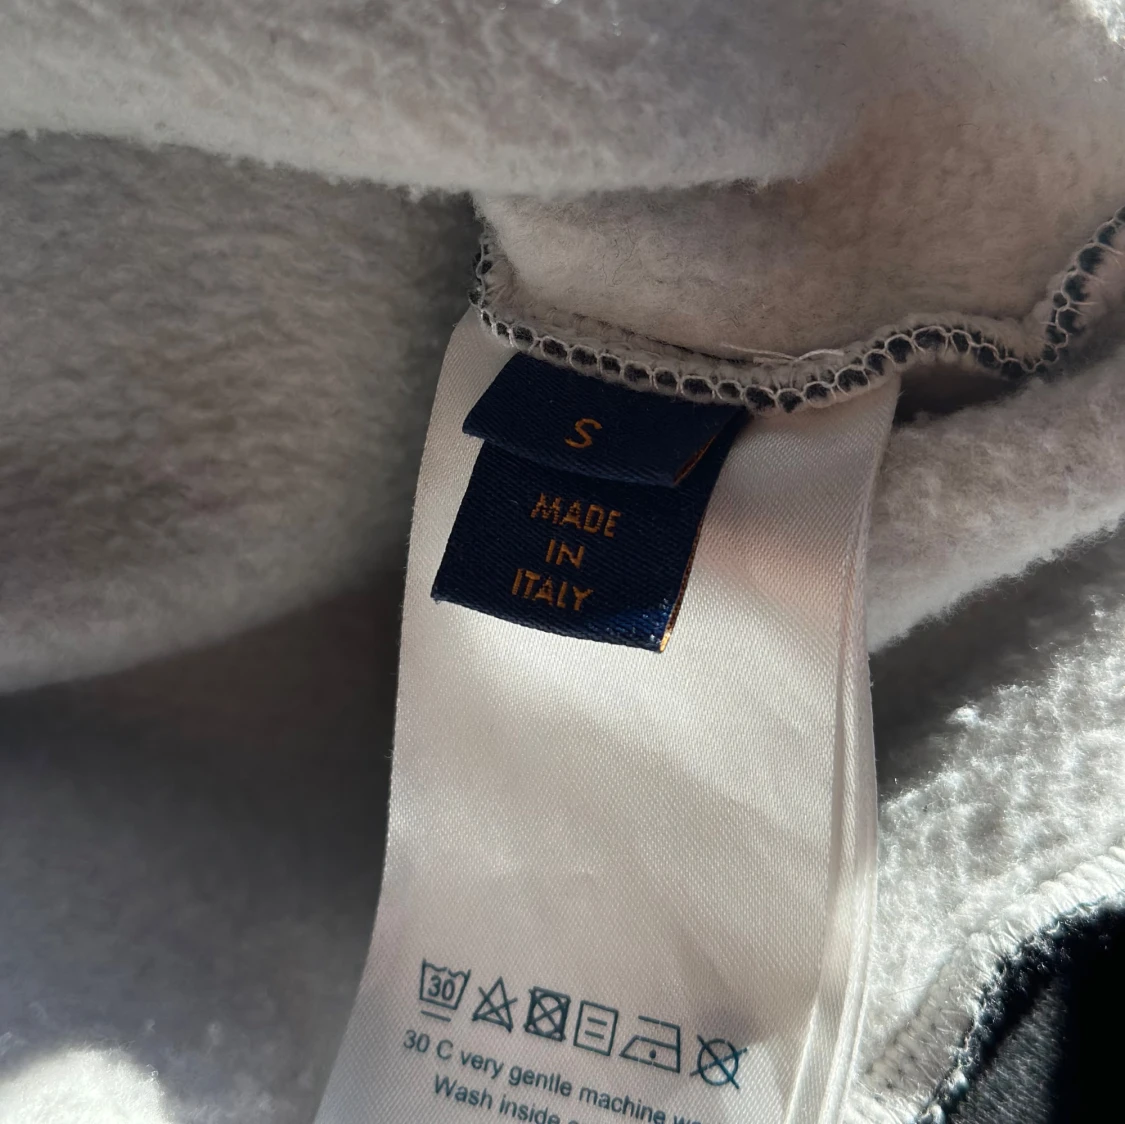 S
MADE
IN
ITALY
30
30 C very gentle machine
Wash inside